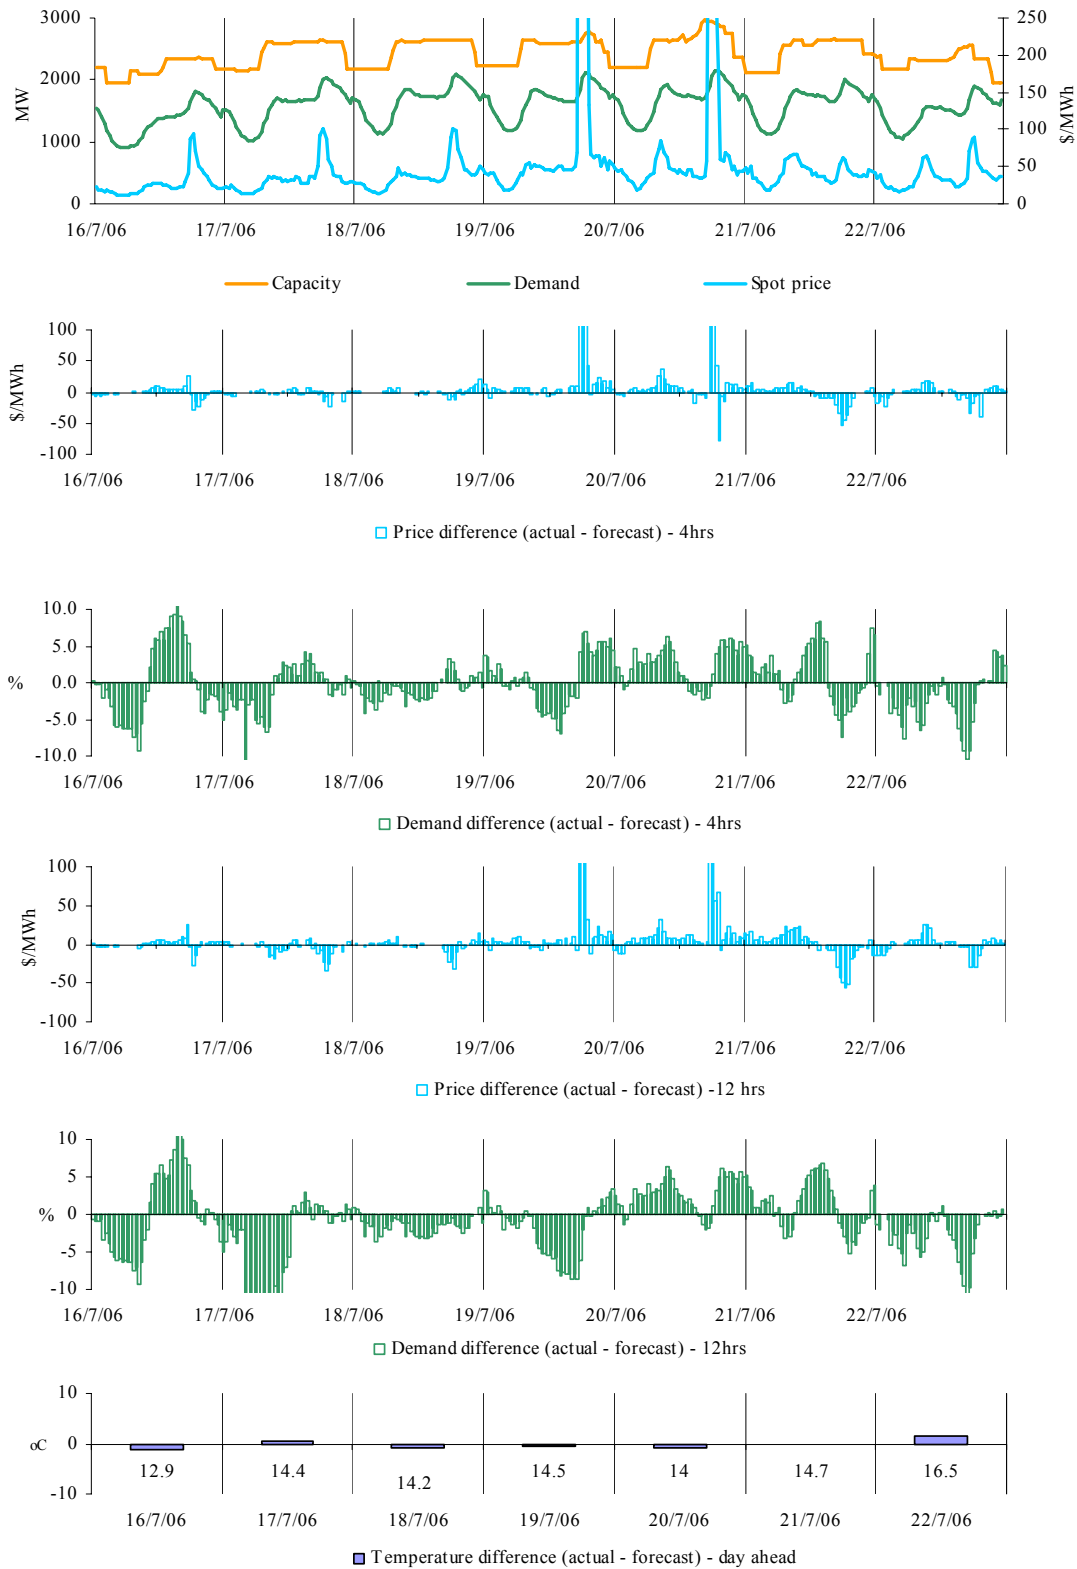 3000 250
200
2000 150
MW $/MWh
100
1000
50
0 0
16/7/06 17/7/06 18/7/06 19/7/06 20/7/06 21/7/06 22/7/06
Capacity Demand Spot price
100
50
$/MWh
0
-50
-100
16/7/06 17/7/06 18/7/06 19/7/06 20/7/06 21/7/06 22/7/06
Price difference (actual - forecast) - 4hrs
10.0
5.0
% 0.0
-5.0
-10.0
16/7/06 17/7/06 18/7/06 19/7/06 20/7/06 21/7/06 22/7/06
Demand difference (actual - forecast) - 4hrs
100
50
$/MWh
0
-50
-100
16/7/06 17/7/06 18/7/06 19/7/06 20/7/06 21/7/06 22/7/06
Price difference (actual - forecast) -12 hrs
10
5
% 0
-5
-10
16/7/06 17/7/06 18/7/06 19/7/06 20/7/06 21/7/06 22/7/06
Demand difference (actual - forecast) - 12hrs
10
oC 0
12.9 14.4 14.2 14.5 14 14.7 16.5
-10
16/7/06 17/7/06 18/7/06 19/7/06 20/7/06 21/7/06 22/7/06
Temperature difference (actual - forecast) - day ahead